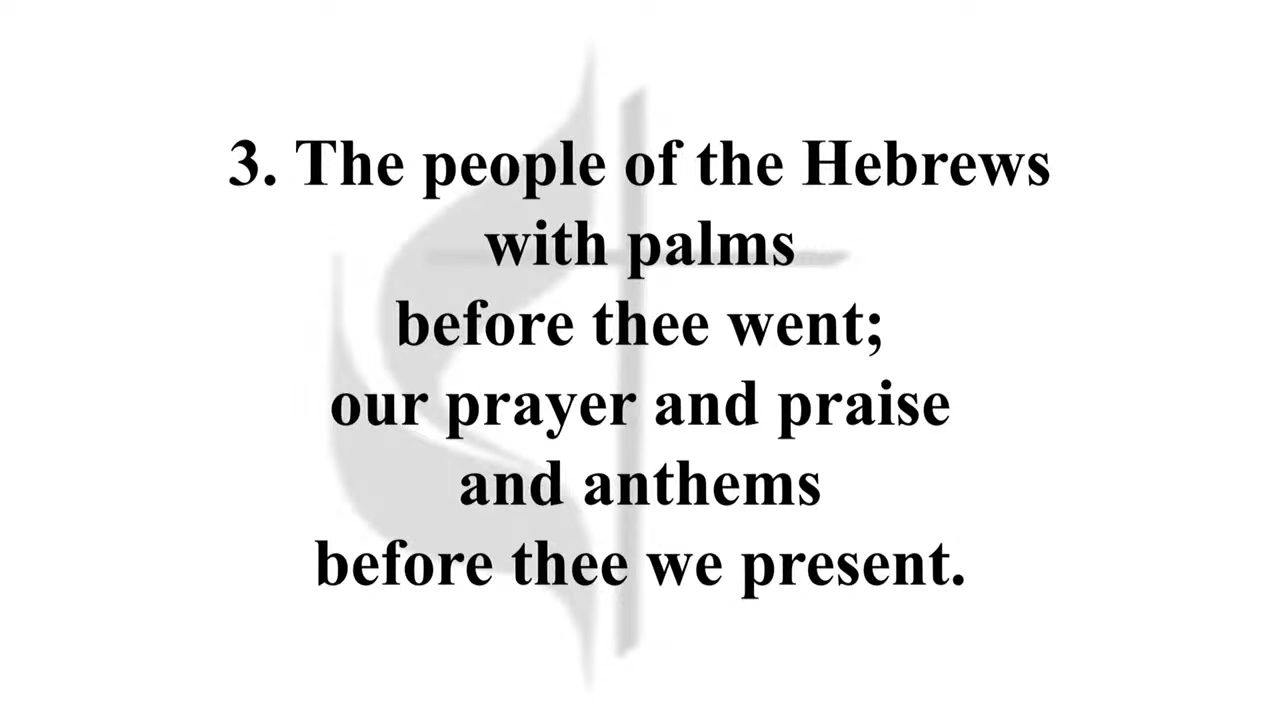 3. The people of the Hebrews
with palms
before thee went;
our prayer and praise
and anthems
before thee we present.